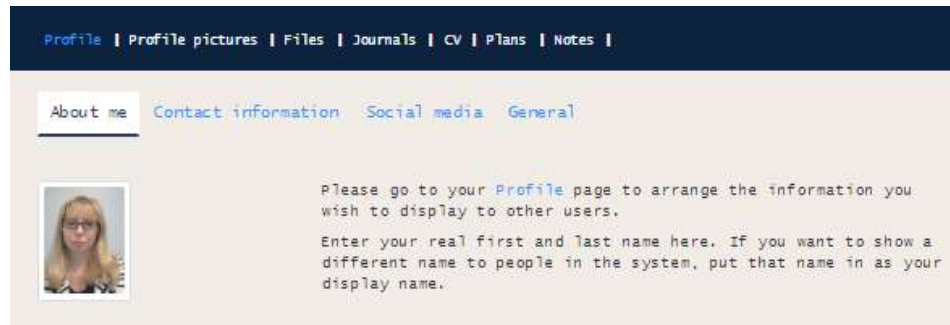 Profile | Profile pictures | Files | Journals | CV | Plans | Notes |
About me Contact information Social media General
Please go to your Profile page to arrange the information you
wish to display to other users.
Enter your real first and last name here. If you want to show a
different name to people in the system, put that name in as your
display name.